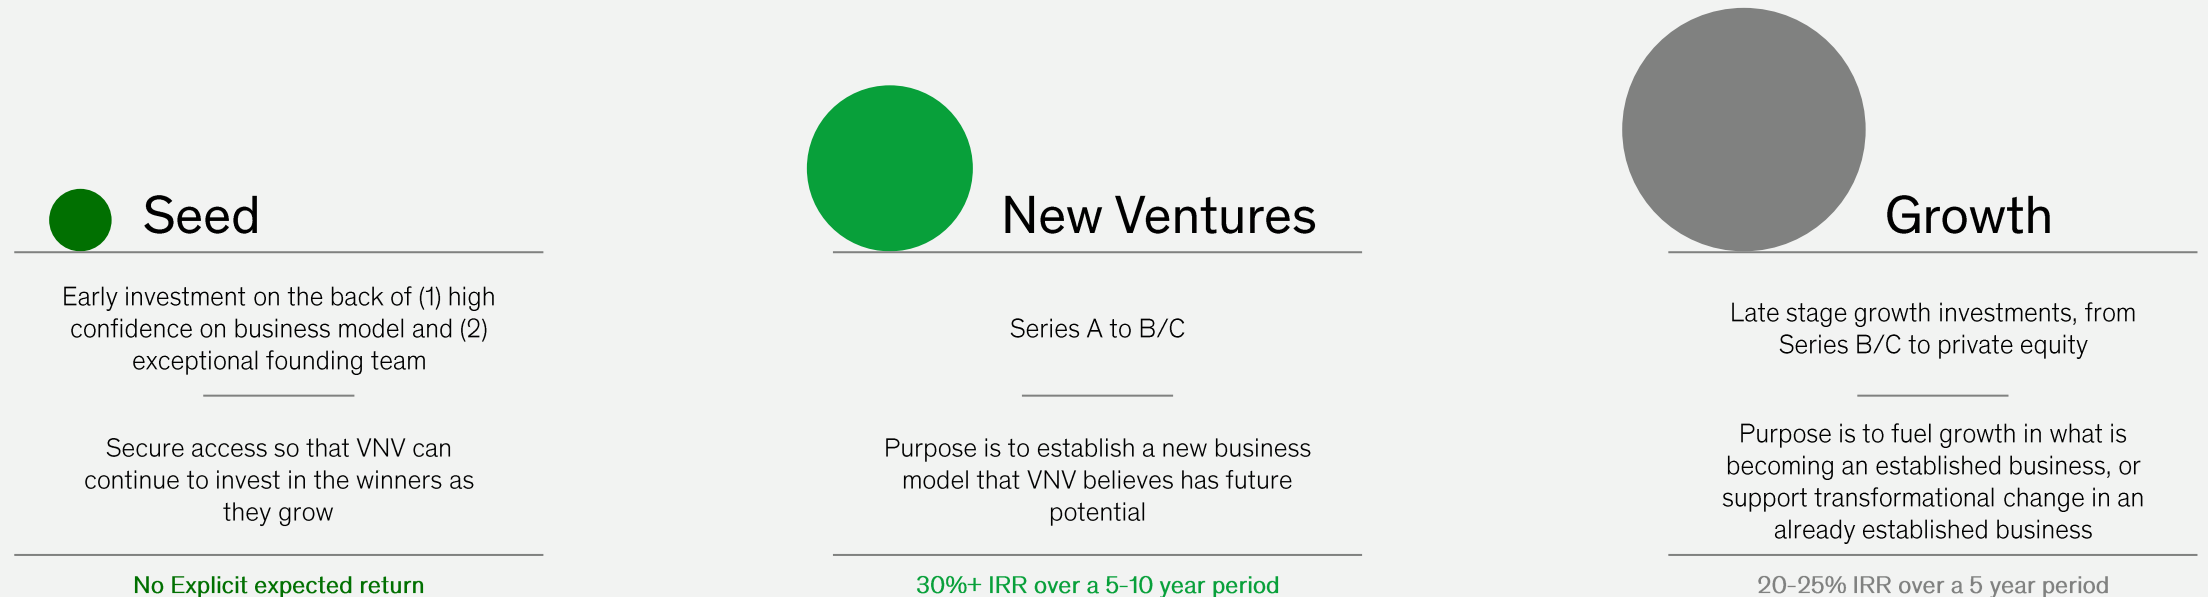 Seed
Early investment on the back of (1) high
confidence on business model and (2)
exceptional founding team
Secure access so that VNV can
continue to invest in the winners as
they grow
No Explicit expected return
New Ventures
Series A to B/C
Purpose is to establish a new business
model that VNV believes has future
potential
30%+ IRR over a 5-10 year period
Growth
Late stage growth investments, from
Series B/C to private equity
Purpose is to fuel growth in what is
becoming an established business, or
support transformational change in an
already established business
20-25% IRR over a 5 year period